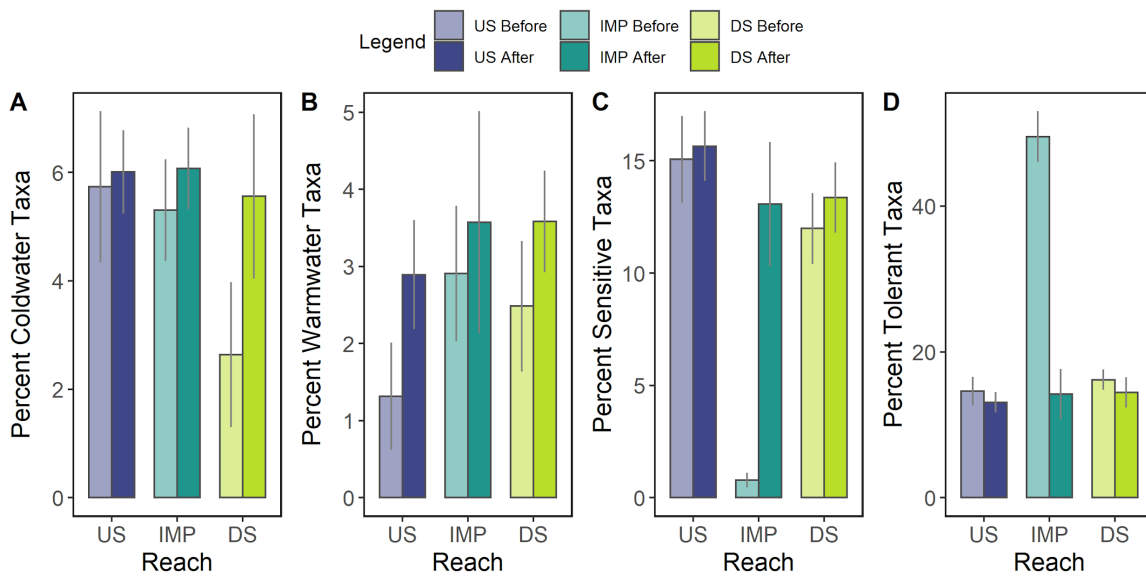 Legend
US Before
IMP Before
DS Before
US After
IMP After
DS After
A
Percent Coldwater Taxa
6
4
2
0
US
IMP
DS
Reach
B
Percent Warmwater Taxa
5
4
3
2
1
0
US
IMP
DS
Reach
C
Percent Sensitive Taxa
15
10
5
0
US
IMP
DS
Reach
D
Percent Tolerant Taxa
40
20
0
US
IMP
DS
Reach